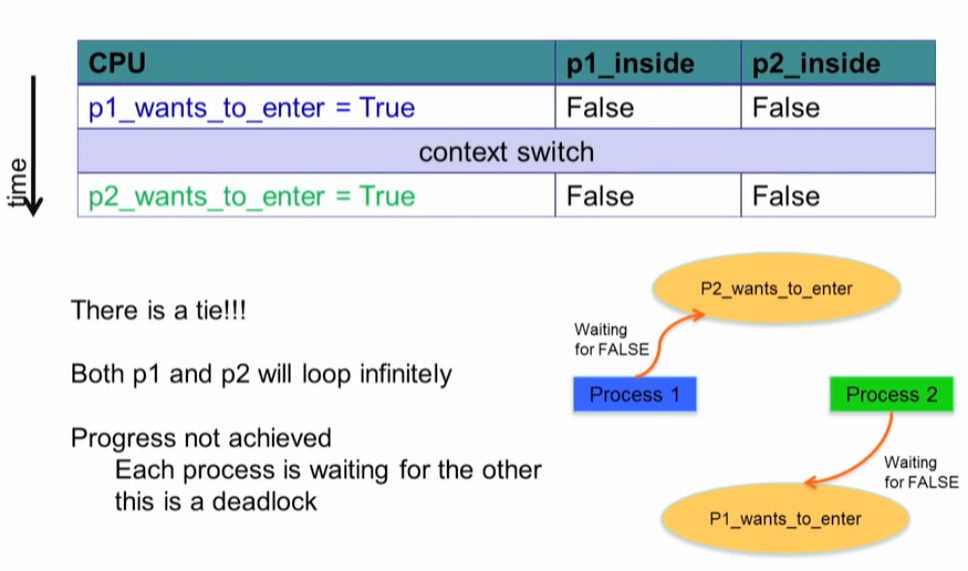 CPU p1_inside p2_inside
p1_wants_to_enter = True False False
context switch
p2_wants_to_enter = True False False
time
There is a tie!!!
Both p1 and p2 will loop infinitely
Progress not achieved
Each process is waiting for the other
this is a deadlock
P2_wants_to_enter
Waiting
for FALSE
Process 1
Process 2
Waiting
for FALSE
P1_wants_to_enter